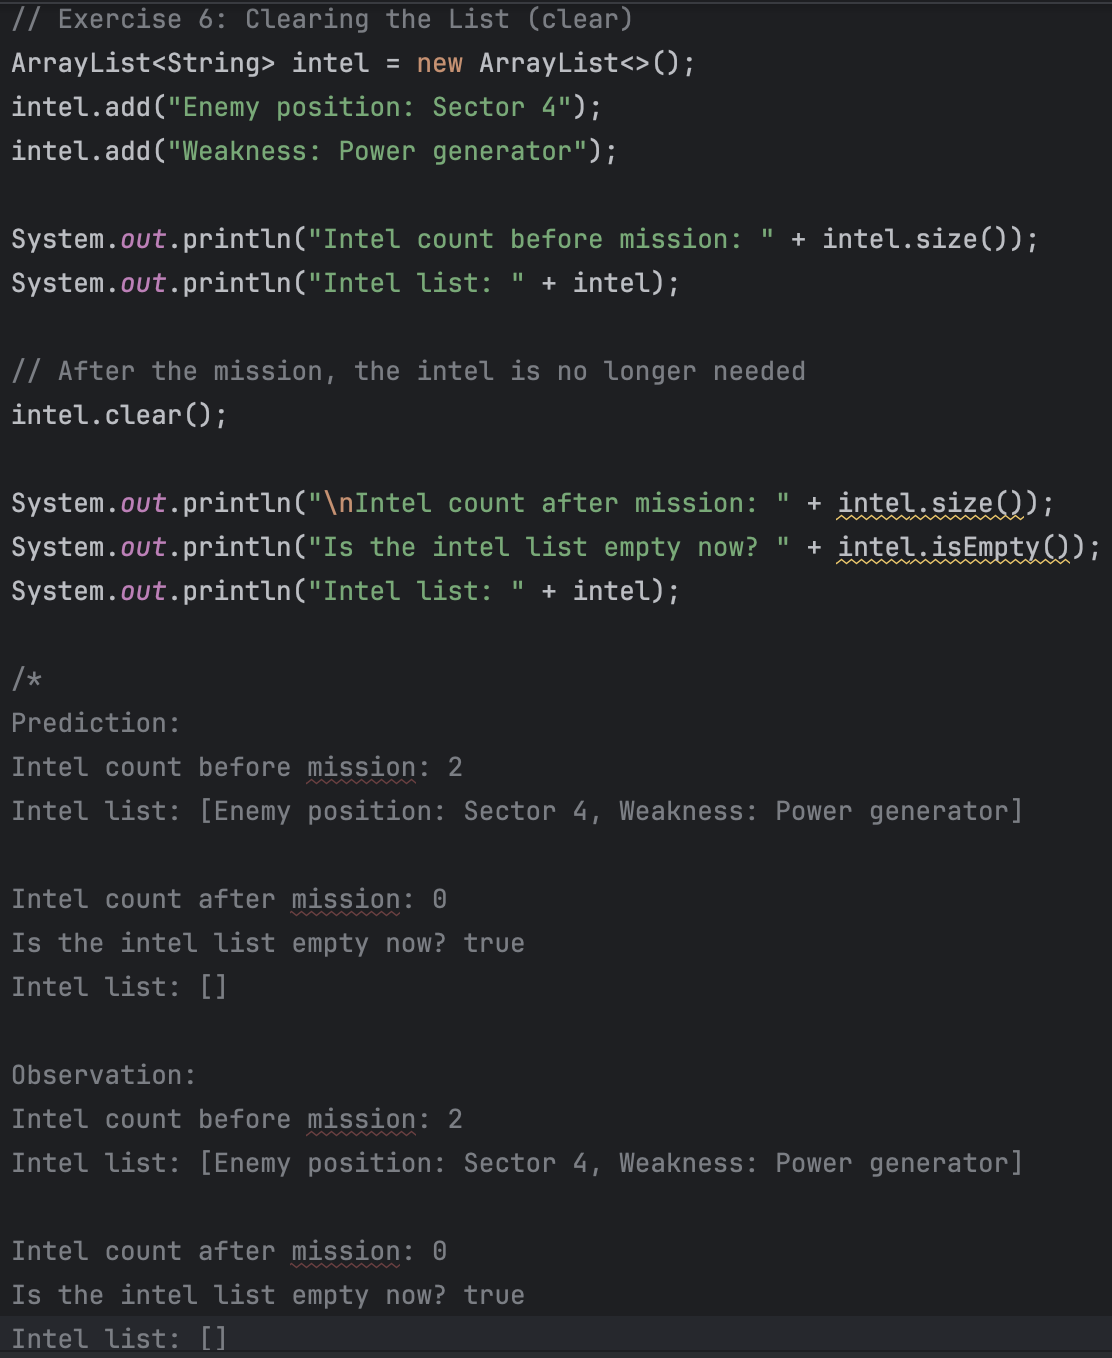 // Exercise 6: Clearing the List (clear)
ArrayList<String> intel = new ArrayList<>();
intel.add("Enemy position: Sector 4");
intel.add("Weakness: Power generator");
System.out.println("Intel count before mission: " + intel.size());
System.out.println("Intel list: " + intel);
// After the mission, the intel is no longer needed
intel.clear();
System.out.println("\nIntel count after mission: " + intel.size());
System.out.println("Is the intel list empty now? " + intel.isEmpty());
System.out.println("Intel list: " + intel);
/*
Prediction:
Intel count before mission: 2
Intel list: [Enemy position: Sector 4, Weakness: Power generator]
Intel count after mission: 0
Is the intel list empty now? true
Intel list: []
Observation:
Intel count before mission: 2
Intel list: [Enemy position: Sector 4, Weakness: Power generator]
Intel count after mission: 0
Is the intel list empty now? true
Intel list: []